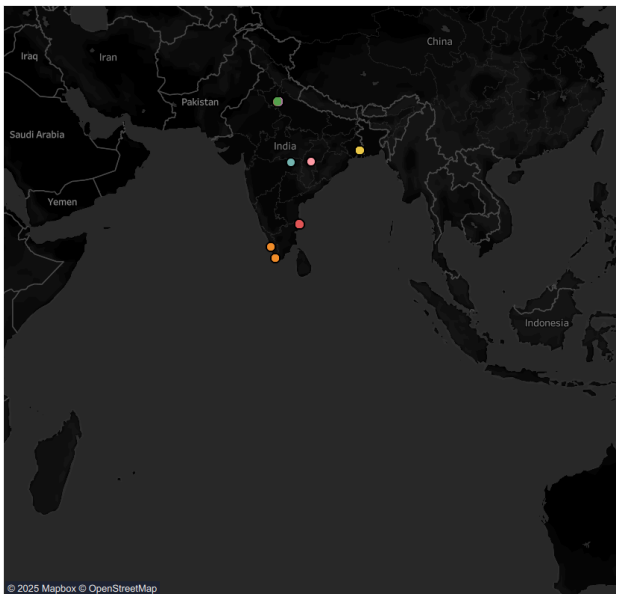 China
Iraq
Iran
Pakistan
Saudi Arabia
India
Yemen
Indonesia
© 2025 Mapbox © OpenStreetMap